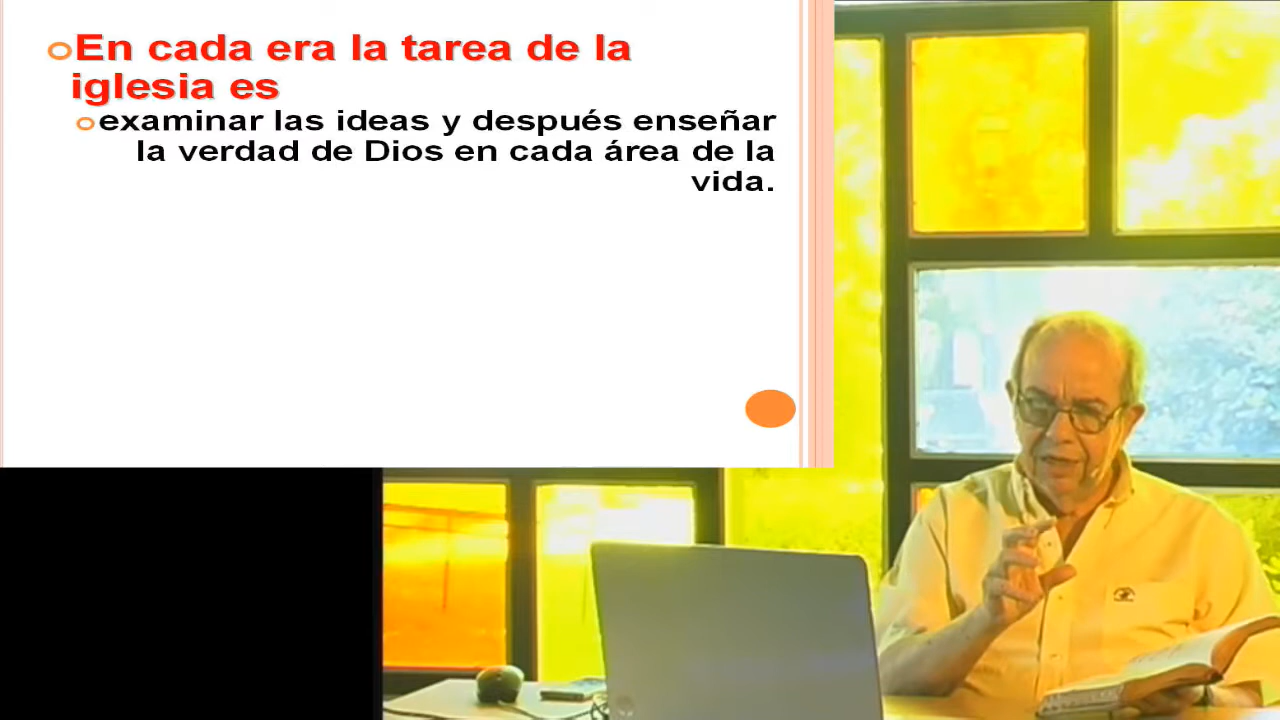 En cada era la tarea de la
iglesia es
examinar las ideas y después enseñar
la verdad de Dios en cada área de la
vida.